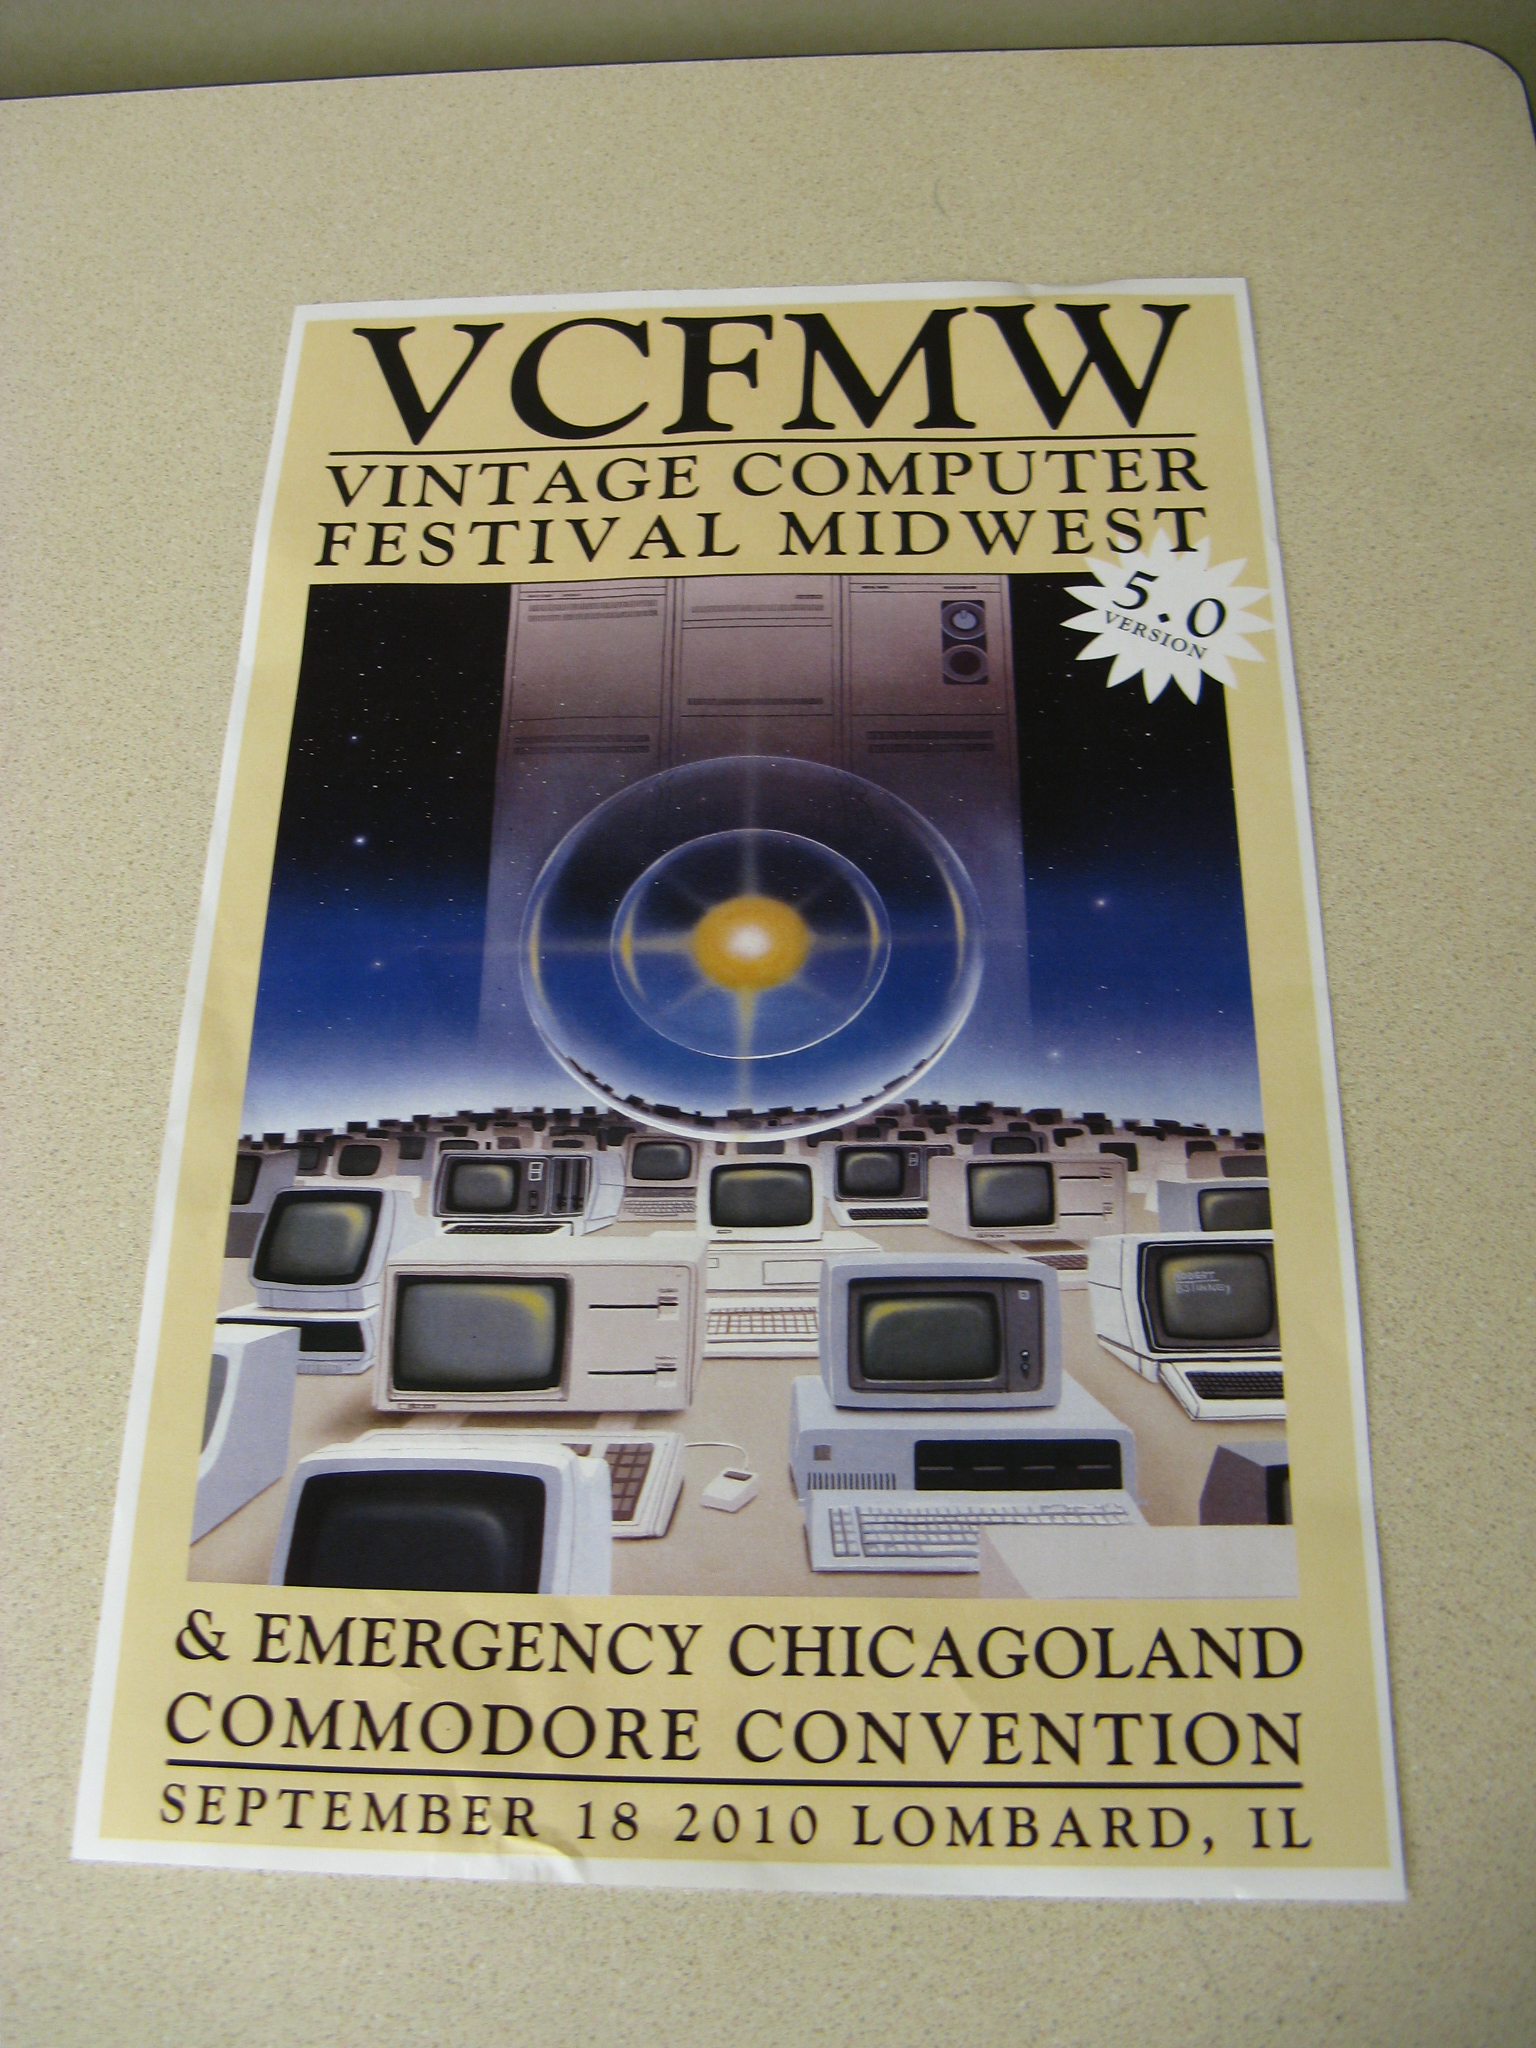 VCFMW
VINTAGE COMPUTER
FESTIVAL MIDWEST
5.0
VERSION
& EMERGENCY CHICAGOLAND
COMMODORE CONVENTION
SEPTEMBER 18 2010 LOMBARD, IL